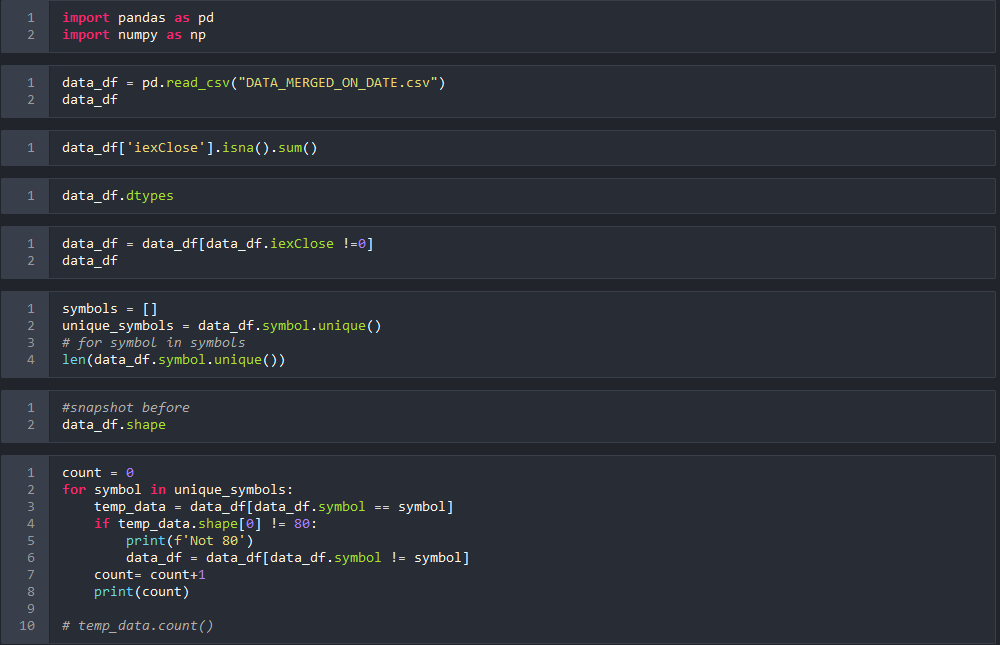 1 import pandas as pd
2 import numpy as np
1 data_df = pd.read_csv("DATA_MERGED_ON_DATE.csv")
2 data_df
1 data_df['iexClose'].isna().sum()
1 data_df.dtypes
1 data_df = data_df[data_df.iexClose !=0]
2 data_df
1 symbols = []
2 unique_symbols = data_df.symbol.unique()
3 # for symbol in symbols
4 len(data_df.symbol.unique())
1 #snapshot before
2 data_df.shape
1 count = 0
2 for symbol in unique_symbols:
3     temp_data = data_df[data_df.symbol == symbol]
4     if temp_data.shape[0] != 80:
5         print(f'Not 80')
6         data_df = data_df[data_df.symbol != symbol]
7     count= count+1
8     print(count)
9
10 # temp_data.count()